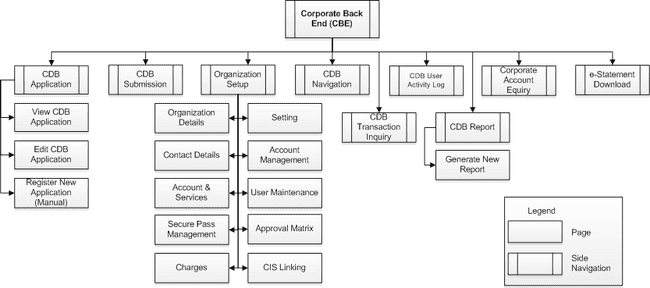 Corporate Back
End (CBE)
CDB
Application
CDB
Submission
Organization
Setup
CDB
Navigation
CDB User
Activity Log
Corporate
Account
Equiry
e-Statement
Download
View CDB
Application
Edit CDB
Application
Register New
Application
(Manual)
Organization
Details
Setting
Contact Details
Account
Management
Account &
Services
User Maintenance
Secure Pass
Management
Approval Matrix
Charges
CIS Linking
CDB
Transaction
Inquiry
CDB Report
Generate New
Report
Legend
Page
Side
Navigation